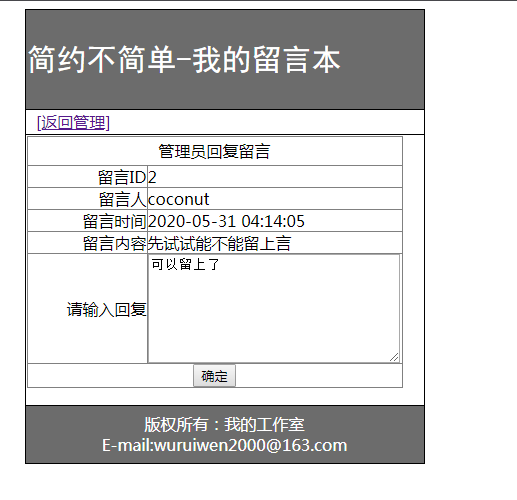 简约不简单-我的留言本
[返回管理]
管理员回复留言
留言ID 2
留言人 coconut
留言时间 2020-05-31 04:14:05
留言内容 先试试能不能留上言
请输入回复 可以留上了
确定
版权所有：我的工作室
E-mail:wuruiwen2000@163.com